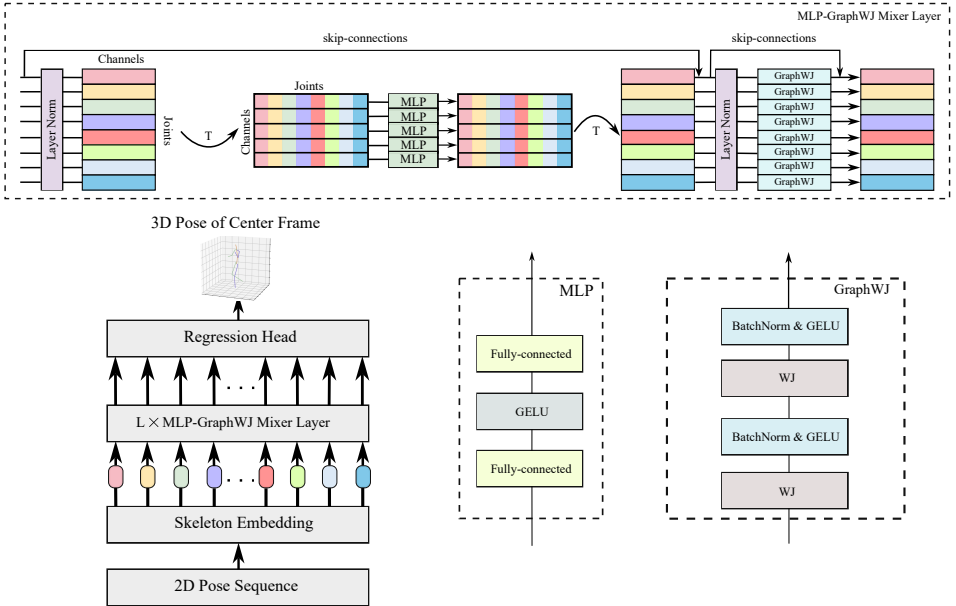 MLP-GraphWJ Mixer Layer
skip-connections
skip-connections
Channels
Layer Norm
Joints
T
Joints
Channels
MLP
MLP
MLP
MLP
MLP
T
Layer Norm
GraphWJ
GraphWJ
GraphWJ
GraphWJ
GraphWJ
GraphWJ
GraphWJ
GraphWJ
3D Pose of Center Frame
Regression Head
. . .
L × MLP-GraphWJ Mixer Layer
. . .
Skeleton Embedding
2D Pose Sequence
MLP
Fully-connected
GELU
Fully-connected
GraphWJ
BatchNorm & GELU
WJ
BatchNorm & GELU
WJ